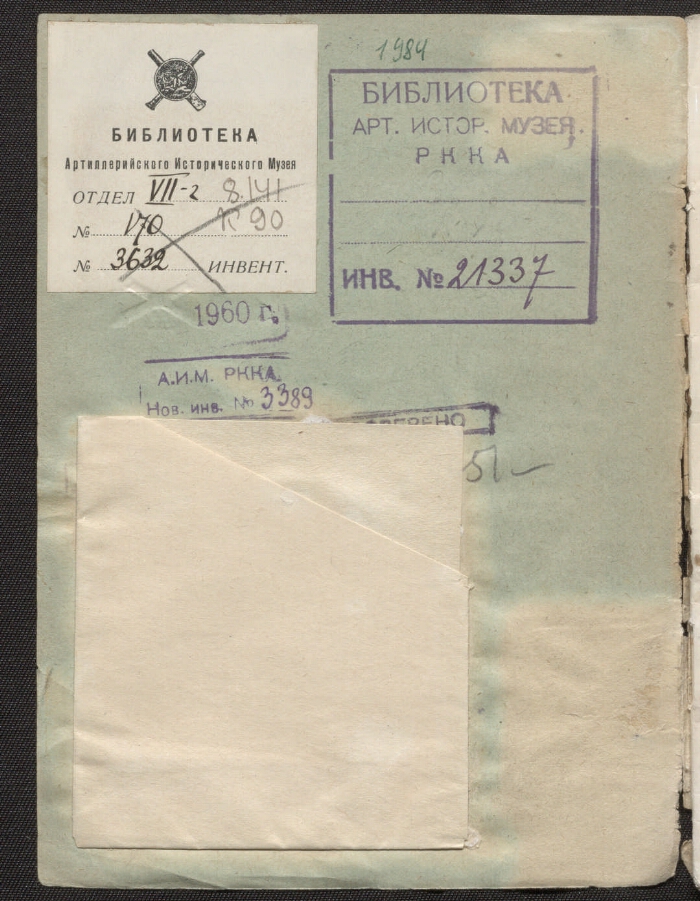 1984
БИБЛИОТЕКА
Артиллерийского Исторического Музея
ОТДЕЛ VII-2 8.141
№ 170 К 90
№ 3632 ИНВЕНТ.
БИБЛИОТЕКА
АРТ. ИСТОР. МУЗЕЯ.
РККА
ИНВ. № 21337
1960 г.
А.И.М. РККА.
Нов. инв. № 3389
51-